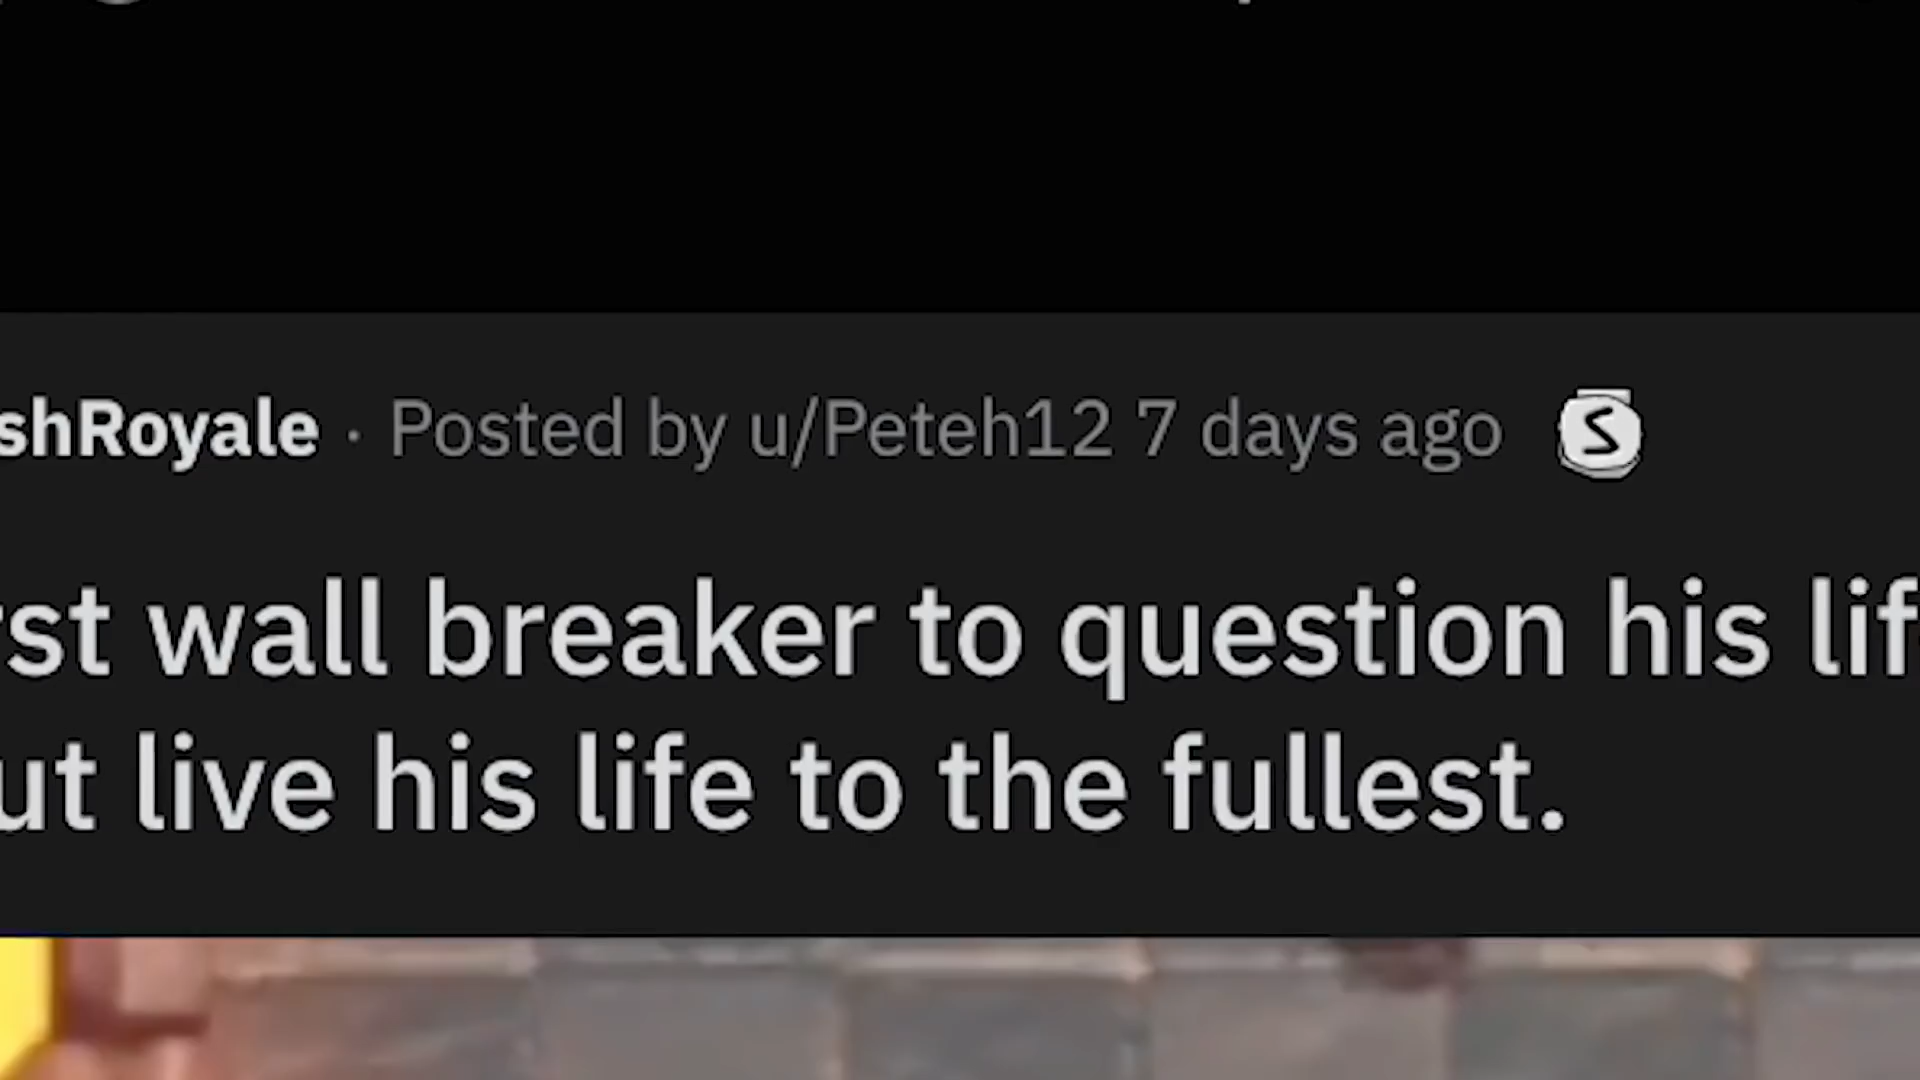 shRoyale · Posted by u/Peteh12 7 days ago S
st wall breaker to question his lif
ut live his life to the fullest.